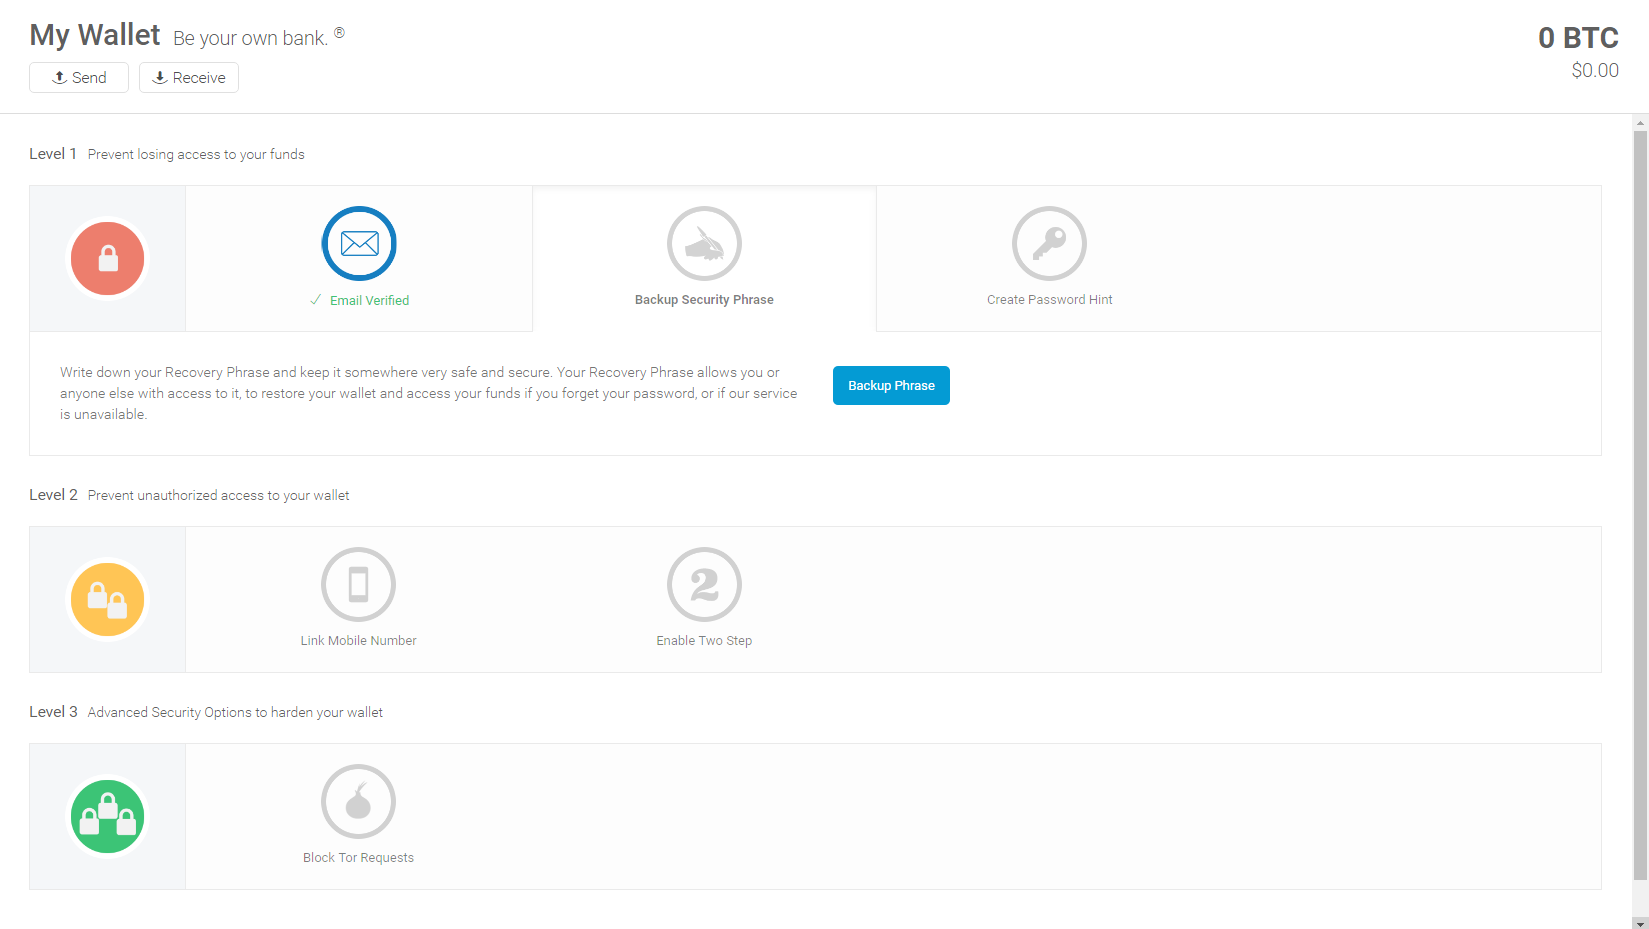 My Wallet Be your own bank. ®
0 BTC
$0.00
Send Receive
Level 1 Prevent losing access to your funds
Email Verified
Backup Security Phrase
Create Password Hint
Write down your Recovery Phrase and keep it somewhere very safe and secure. Your Recovery Phrase allows you or
anyone else with access to it, to restore your wallet and access your funds if you forget your password, or if our service
is unavailable.
Backup Phrase
Level 2 Prevent unauthorized access to your wallet
2
Link Mobile Number
Enable Two Step
Level 3 Advanced Security Options to harden your wallet
Block Tor Requests